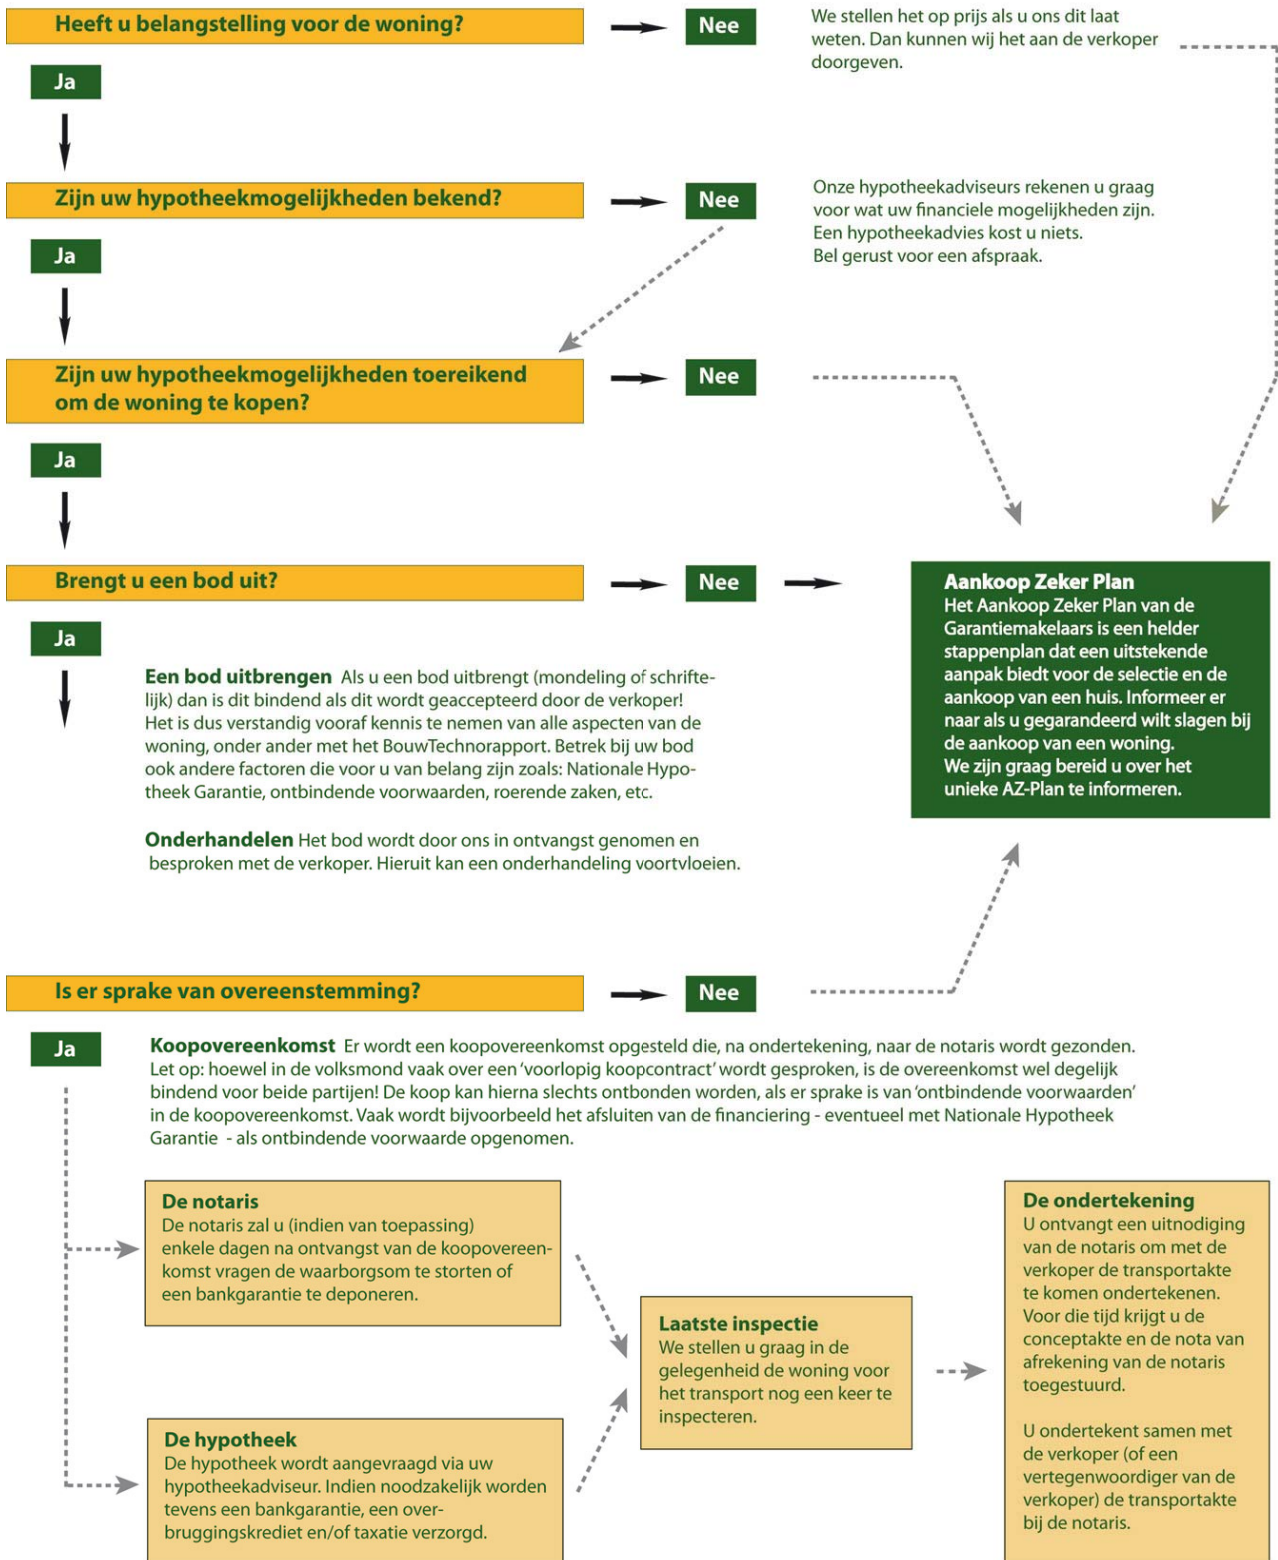 Heeft u belangstelling voor de woning?
Nee
We stellen het op prijs als u ons dit laat
weten. Dan kunnen wij het aan de verkoper
doorgeven.
Ja
Zijn uw hypotheekmogelijkheden bekend?
Nee
Onze hypotheekadviseurs rekenen u graag
voor wat uw financiele mogelijkheden zijn.
Een hypotheekadvies kost u niets.
Bel gerust voor een afspraak.
Ja
Zijn uw hypotheekmogelijkheden toereikend
om de woning te kopen?
Nee
Ja
Brengt u een bod uit?
Nee
Ja
Een bod uitbrengen Als u een bod uitbrengt (mondeling of schrifte-
lijk) dan is dit bindend als dit wordt geaccepteerd door de verkoper!
Het is dus verstandig vooraf kennis te nemen van alle aspecten van de
woning, onder ander met het BouwTechnorapport. Betrek bij uw bod
ook andere factoren die voor u van belang zijn zoals: Nationale Hypo-
theek Garantie, ontbindende voorwaarden, roerende zaken, etc.
Onderhandelen Het bod wordt door ons in ontvangst genomen en
besproken met de verkoper. Hieruit kan een onderhandeling voortvloeien.
Aankoop Zeker Plan
Het Aankoop Zeker Plan van de
Garantiemakelaars is een helder
stappenplan dat een uitstekende
aanpak biedt voor de selectie en de
aankoop van een huis. Informeer er
naar als u gegarandeerd wilt slagen bij
de aankoop van een woning.
We zijn graag bereid u over het
unieke AZ-Plan te informeren.
Is er sprake van overeenstemming?
Nee
Ja
Koopovereenkomst Er wordt een koopovereenkomst opgesteld die, na ondertekening, naar de notaris wordt gezonden.
Let op: hoewel in de volksmond vaak over een 'voorlopig koopcontract' wordt gesproken, is de overeenkomst wel degelijk
bindend voor beide partijen! De koop kan hierna slechts ontbonden worden, als er sprake is van 'ontbindende voorwaarden'
in de koopovereenkomst. Vaak wordt bijvoorbeeld het afsluiten van de financiering - eventueel met Nationale Hypotheek
Garantie - als ontbindende voorwaarde opgenomen.
De notaris
De notaris zal u (indien van toepassing)
enkele dagen na ontvangst van de koopovereen-
komst vragen de waarborgsom te storten of
een bankgarantie te deponeren.
De hypotheek
De hypotheek wordt aangevraagd via uw
hypotheekadviseur. Indien noodzakelijk worden
tevens een bankgarantie, een over-
bruggingskrediet en/of taxatie verzorgd.
Laatste inspectie
We stellen u graag in de
gelegenheid de woning voor
het transport nog een keer te
inspecteren.
De ondertekening
U ontvangt een uitnodiging
van de notaris om met de
verkoper de transportakte
te komen ondertekenen.
Voor die tijd krijgt u de
conceptakte en de nota van
afrekening van de notaris
toegestuurd.
U ondertekent samen met
de verkoper (of een
vertegenwoordiger van de
verkoper) de transportakte
bij de notaris.